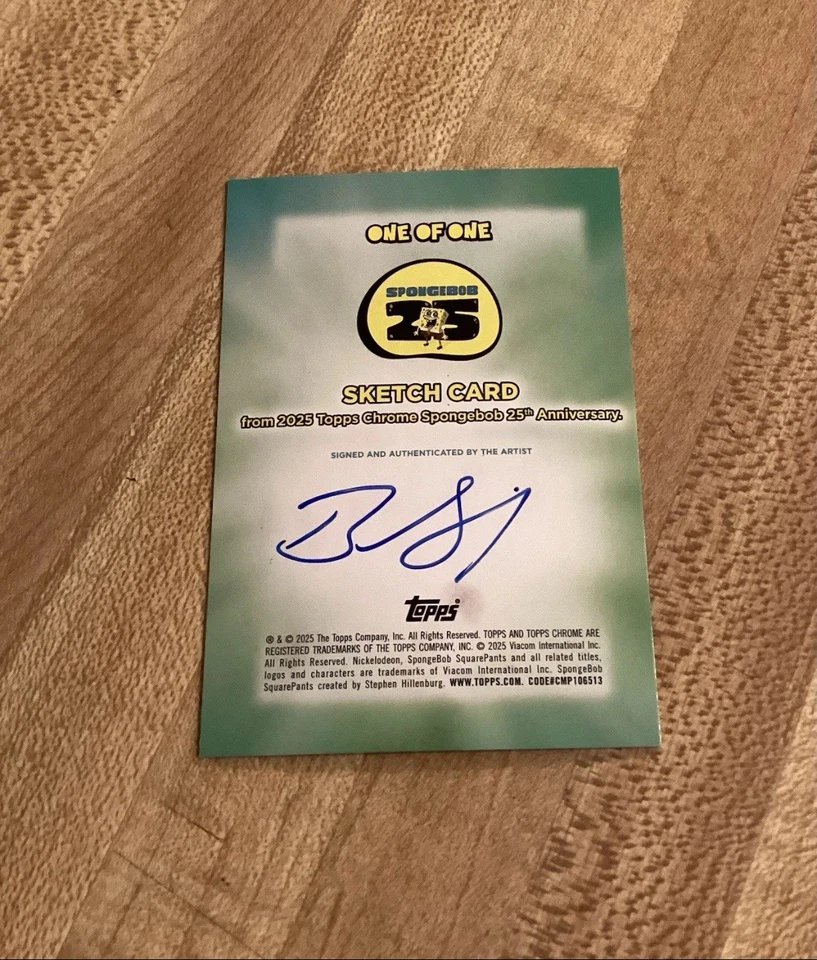 ONE OF ONE
SPONGEBOB
25
SKETCH CARD
from 2025 Topps Chrome Spongebob 25th Anniversary.
SIGNED AND AUTHENTICATED BY THE ARTIST
topps®
® & © 2025 The Topps Company, Inc. All Rights Reserved. TOPPS AND TOPPS CHROME ARE
REGISTERED TRADEMARKS OF THE TOPPS COMPANY, INC. © 2025 Viacom International Inc.
All Rights Reserved. Nickelodeon, SpongeBob SquarePants and all related titles,
logos and characters are trademarks of Viacom International Inc. SpongeBob
SquarePants created by Stephen Hillenburg. WWW.TOPPS.COM. CODE#CMP106513